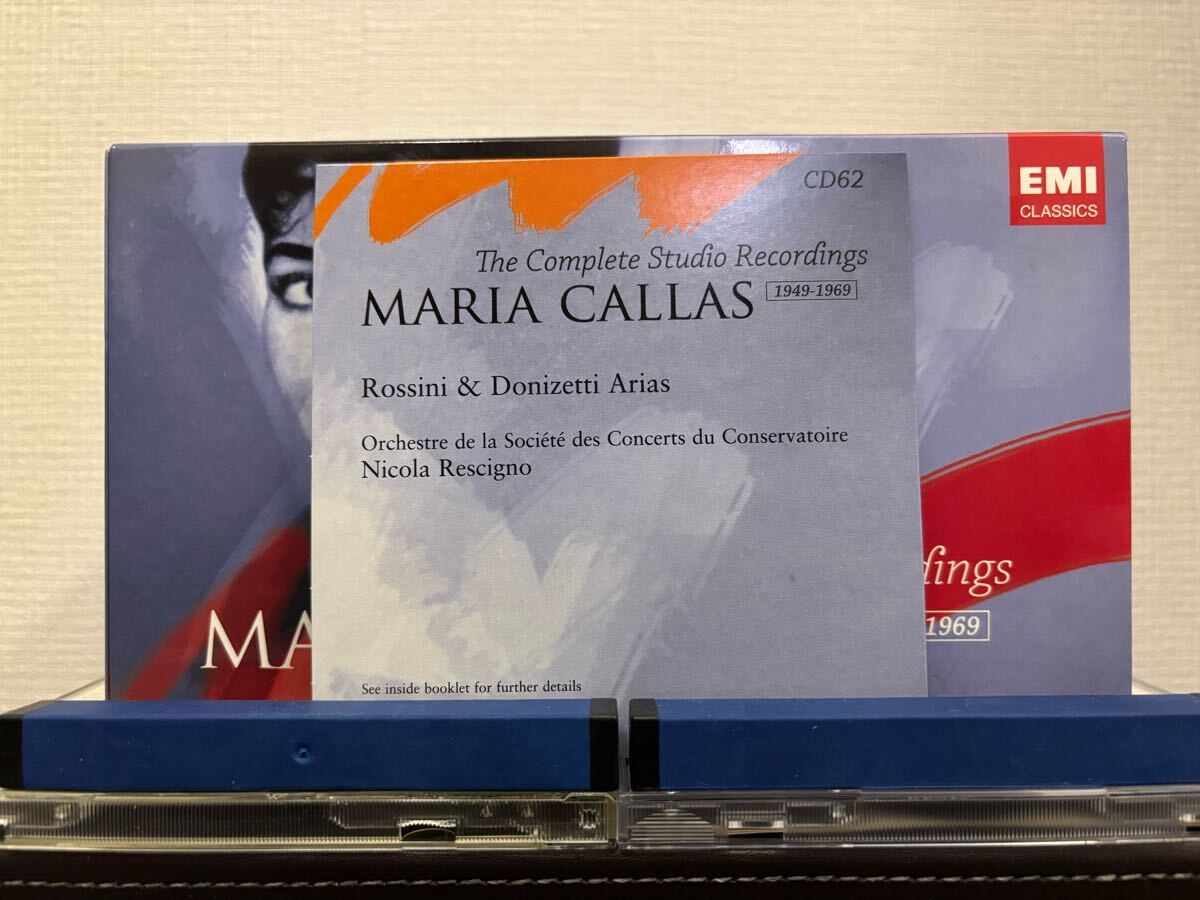 EMI
CLASSICS
CD62
The Complete Studio Recordings
MARIA CALLAS 1949-1969
Rossini & Donizetti Arias
Orchestre de la Société des Concerts du Conservatoire
Nicola Rescigno
See inside booklet for further details
dings
MA
1969